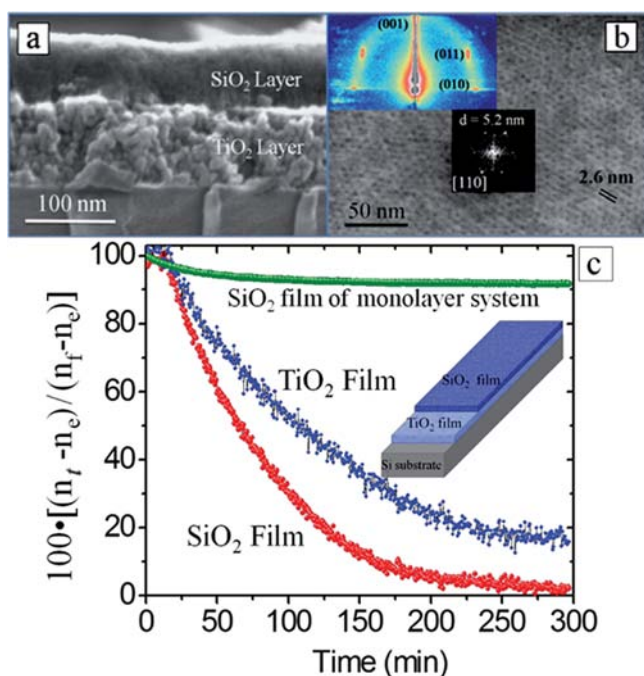 a
SiO₂ Layer
TiO₂ Layer
100 nm
b
(001)
(011)
(010)
d = 5.2 nm
[110]
2.6 nm
50 nm
c
100•[(nₜ -nₑ)/(n_f-nₑ)]
100
80
60
40
20
0
SiO₂ film of monolayer system
TiO₂ Film
SiO₂ Film
SiO₂ film
TiO₂ film
Si substrate
0 50 100 150 200 250 300
Time (min)